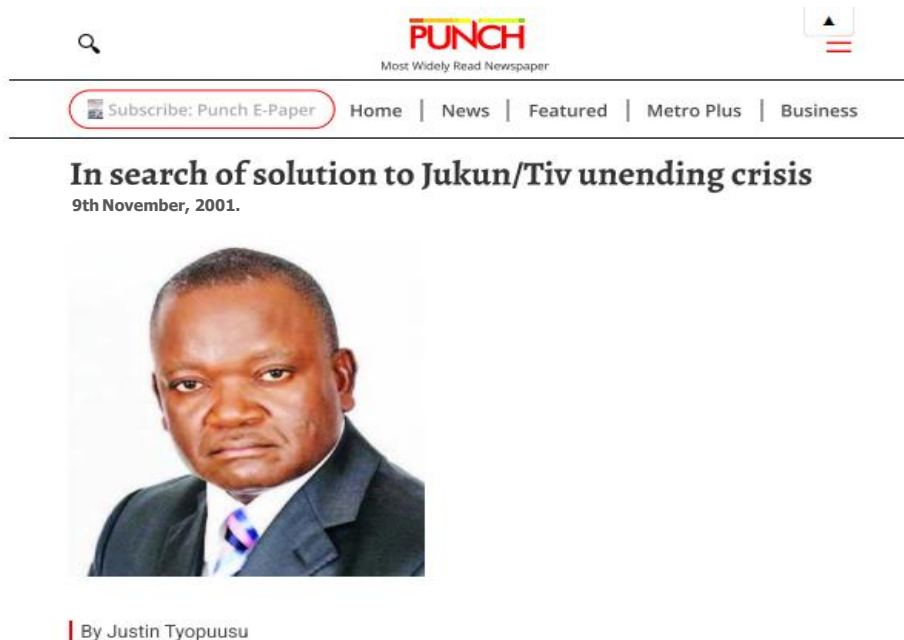 PUNCH
Most Widely Read Newspaper
Subscribe: Punch E-Paper Home | News | Featured | Metro Plus | Business
In search of solution to Jukun/Tiv unending crisis
9th November, 2001.
By Justin Tyopuusu